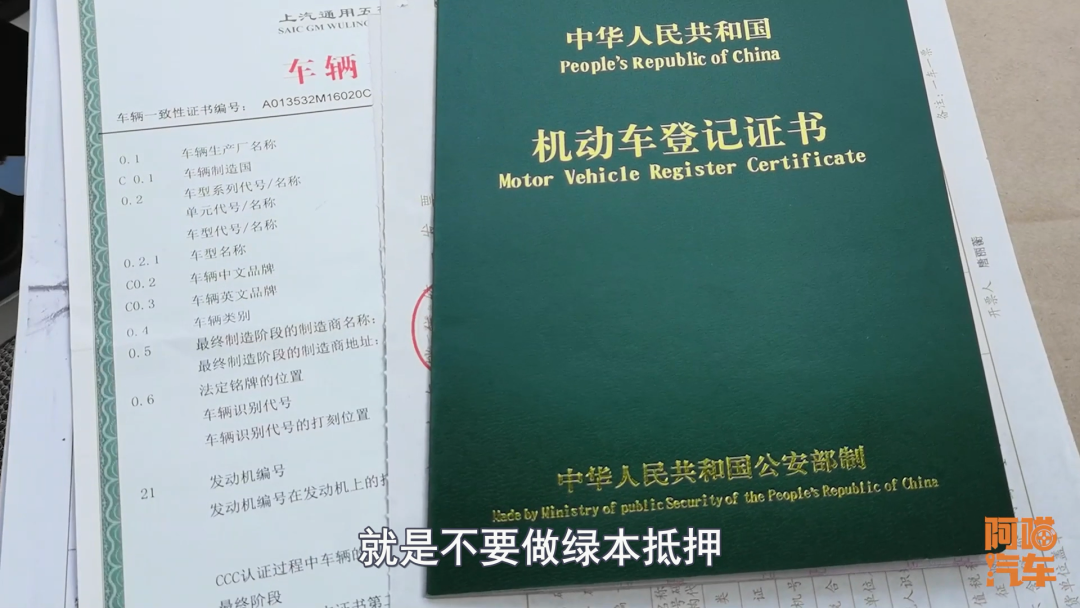 上汽通用五
SAIC GM WULING
车辆
车辆一致性证书编号： A013532M16020C
0.1 车辆生产厂名称
C 0.1 车辆制造国
0.2 车型系列代号/名称
单元代号/名称
车型代号/名称
0.2.1 车型名称
C0.2 车辆中文品牌
C0.3 车辆英文品牌
0.4 车辆类别
0.5 最终制造阶段的制造商名称：
最终制造阶段的制造商地址：
0.6 法定铭牌的位置
车辆识别代号
车辆识别代号的打刻位置
21 发动机编号
发动机编号在发动机上的
CCC认证过程中车辆的
最终阶段
中华人民共和国
People's Republic of China
机动车登记证书
Motor Vehicle Register Certificate
中华人民共和国公安部制
Made by Ministry of public Security of the People's Republic of China
备注：一车一票
开票人
就是不要做绿本抵押
阿喵
汽车